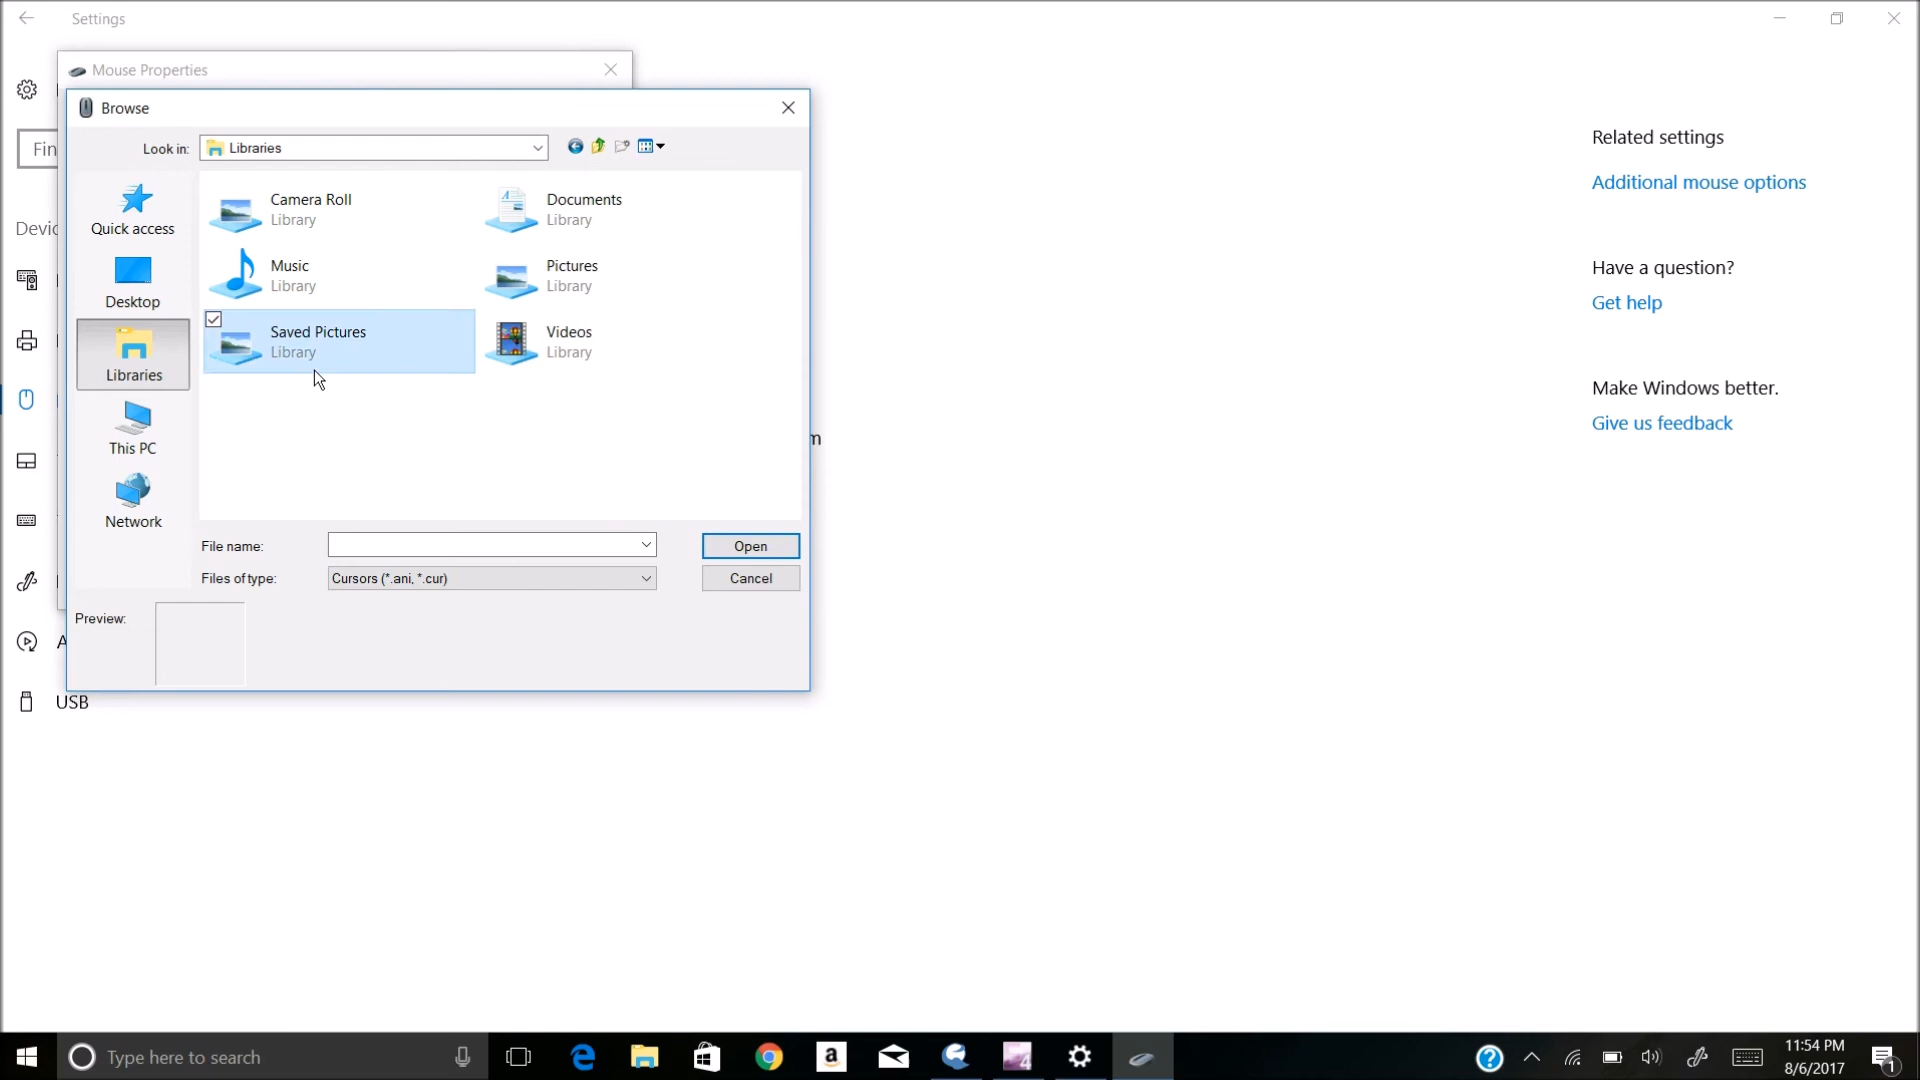 Settings
Mouse Properties
Browse
Look in:
Libraries
Fin
Devic
Quick access
Desktop
Libraries
This PC
Network
Camera Roll
Library
Documents
Library
Music
Library
Pictures
Library
Saved Pictures
Library
Videos
Library
m
File name:
Open
Files of type:
Cursors (*.ani, *.cur)
Cancel
Preview:
A
USB
Related settings
Additional mouse options
Have a question?
Get help
Make Windows better.
Give us feedback
Type here to search
a
4
11:54 PM
8/6/2017
1